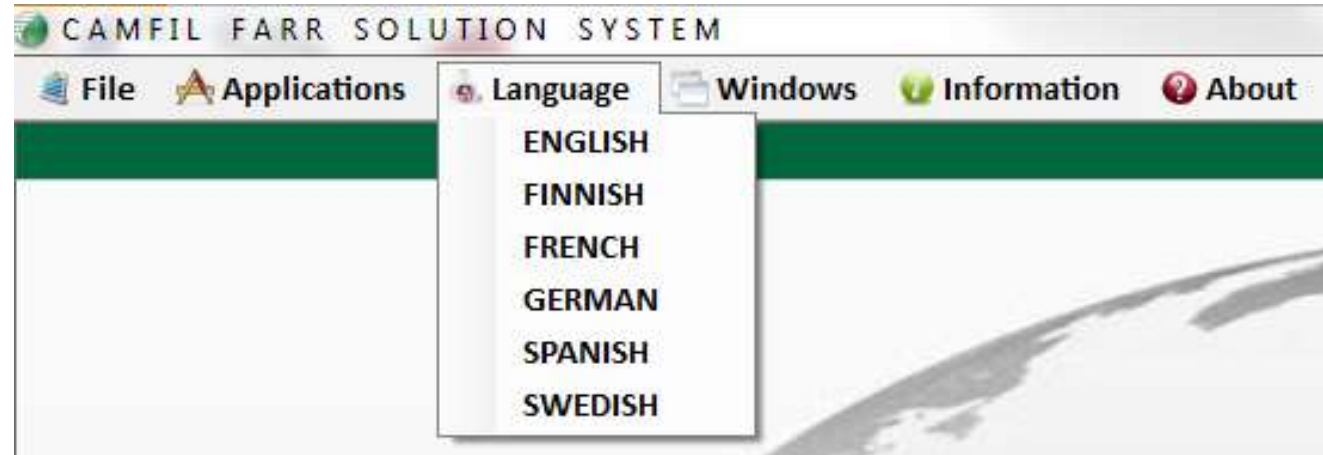 CAMFIL FARR SOLUTION SYSTEM
File Applications Language Windows Information About
ENGLISH
FINNISH
FRENCH
GERMAN
SPANISH
SWEDISH